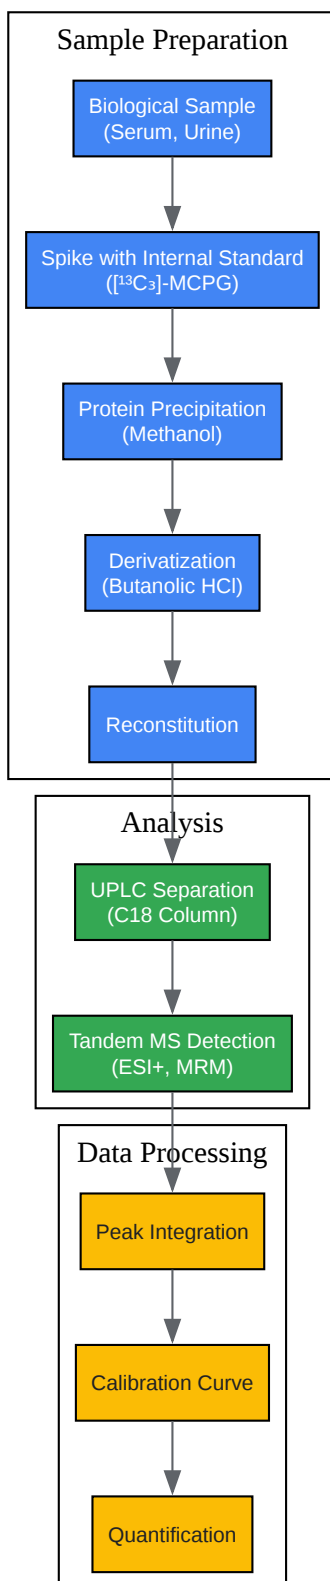 Sample Preparation
Biological Sample
(Serum, Urine)
Spike with Internal Standard
([¹³C₃]-MCPG)
Protein Precipitation
(Methanol)
Derivatization
(Butanolic HCl)
Reconstitution
Analysis
UPLC Separation
(C18 Column)
Tandem MS Detection
(ESI+, MRM)
Data Processing
Peak Integration
Calibration Curve
Quantification